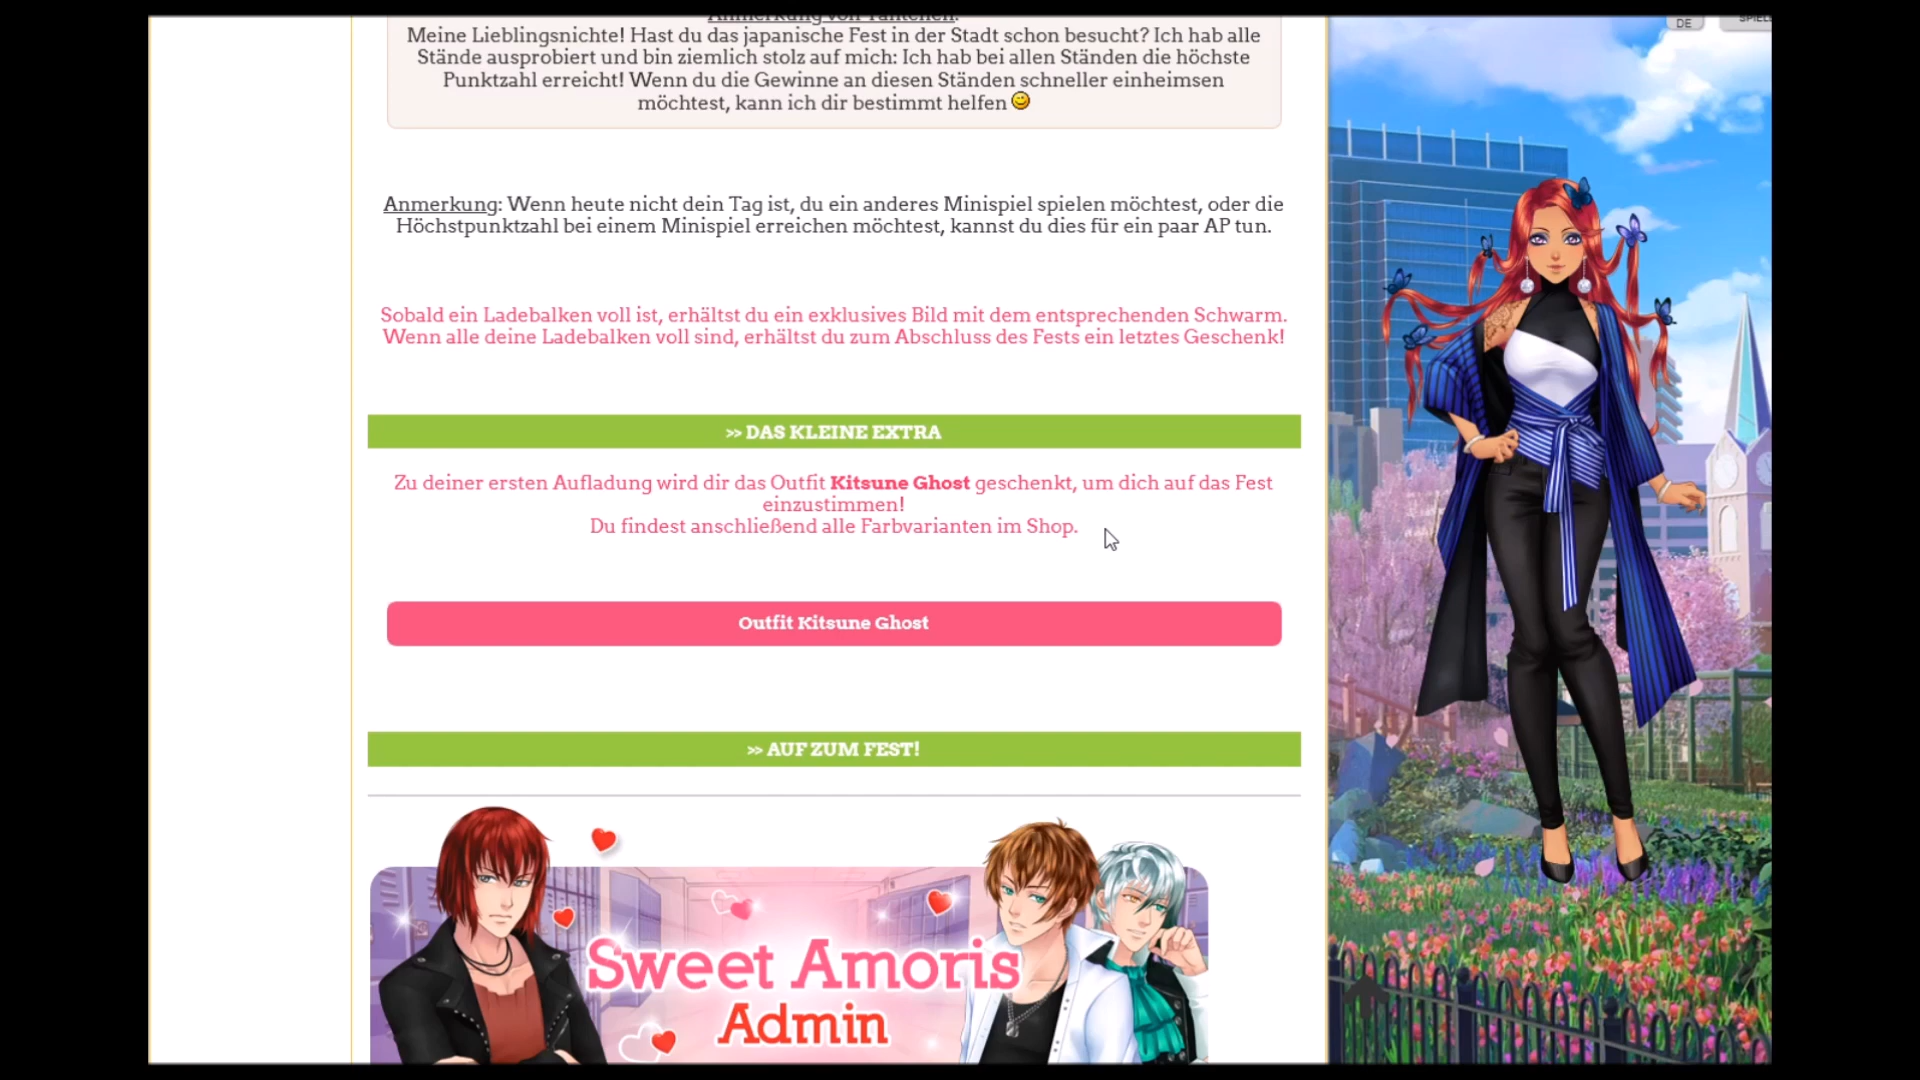 Anmerkung von Tantchen:
Meine Lieblingsnichte! Hast du das japanische Fest in der Stadt schon besucht? Ich hab alle
Stände ausprobiert und bin ziemlich stolz auf mich: Ich hab bei allen Ständen die höchste
Punktzahl erreicht! Wenn du die Gewinne an diesen Ständen schneller einheimsen
möchtest, kann ich dir bestimmt helfen
Anmerkung: Wenn heute nicht dein Tag ist, du ein anderes Minispiel spielen möchtest, oder die
Höchstpunktzahl bei einem Minispiel erreichen möchtest, kannst du dies für ein paar AP tun.
Sobald ein Ladebalken voll ist, erhältst du ein exklusives Bild mit dem entsprechenden Schwarm.
Wenn alle deine Ladebalken voll sind, erhältst du zum Abschluss des Fests ein letztes Geschenk!
>> DAS KLEINE EXTRA
Zu deiner ersten Aufladung wird dir das Outfit Kitsune Ghost geschenkt, um dich auf das Fest
einzustimmen!
Du findest anschließend alle Farbvarianten im Shop.
Outfit Kitsune Ghost
>> AUF ZUM FEST!
Sweet Amoris
Admin
DE